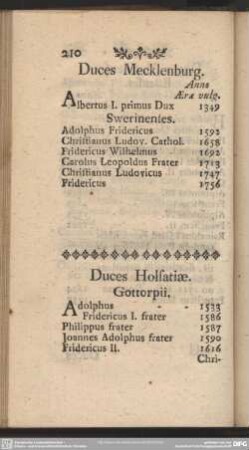 210
Duces Mecklenburg.
Anno
Æræ vulg.
Albertus I. primus Dux 1349
Swerinenses.
Adolphus Fridericus 1592
Christianus Ludov. Cathol. 1658
Fridericus Wilhelmus 1692
Carolus Leopoldus Frater 1713
Christianus Ludovicus 1747
Fridericus 1756
Duces Holsatiæ.
Gottorpii.
Adolphus - - 1533
Fridericus I. frater 1586
Philippus frater 1587
Joannes Adolphus frater 1590
Fridericus II. 1616
Chri-